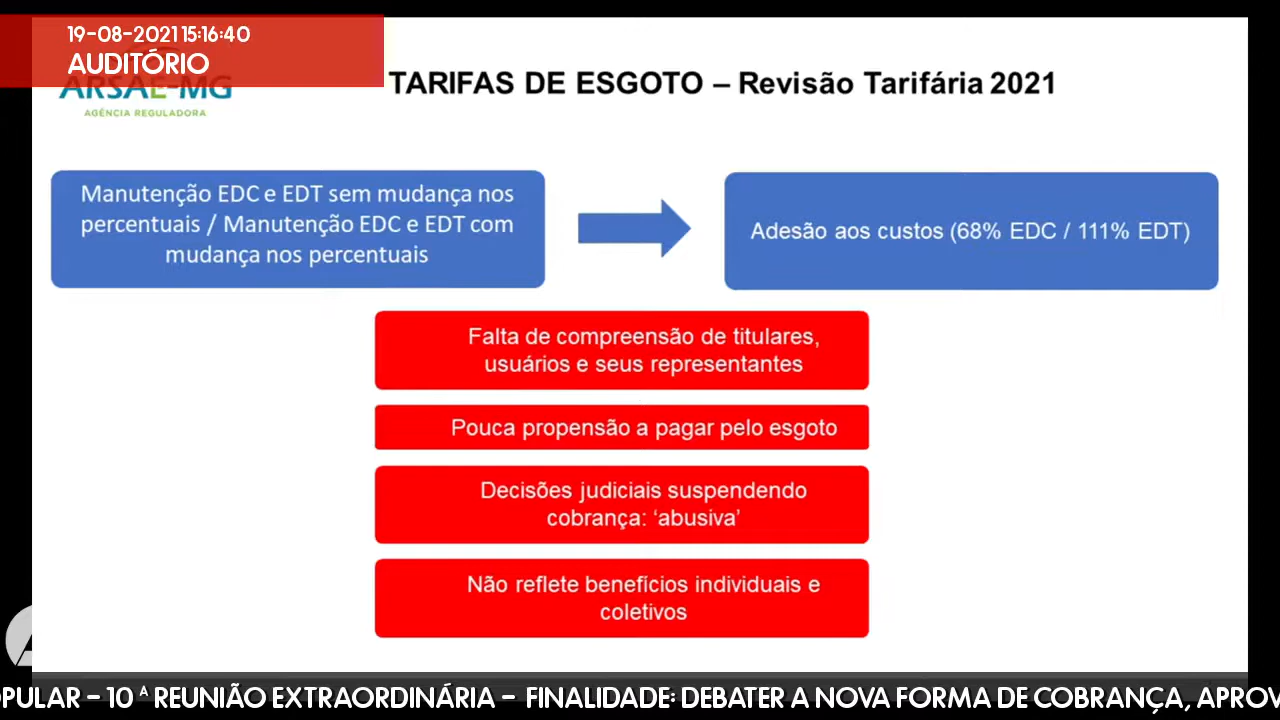 19-08-2021 15:16:40
AUDITÓRIO
ARSAE-MG
AGÊNCIA REGULADORA
TARIFAS DE ESGOTO – Revisão Tarifária 2021
Manutenção EDC e EDT sem mudança nos
percentuais / Manutenção EDC e EDT com
mudança nos percentuais
Adesão aos custos (68% EDC / 111% EDT)
Falta de compreensão de titulares,
usuários e seus representantes
Pouca propensão a pagar pelo esgoto
Decisões judiciais suspendendo
cobrança: ‘abusiva’
Não reflete benefícios individuais e
coletivos
OPULAR – 10 ª REUNIÃO EXTRAORDINÁRIA – FINALIDADE: DEBATER A NOVA FORMA DE COBRANÇA, APROV